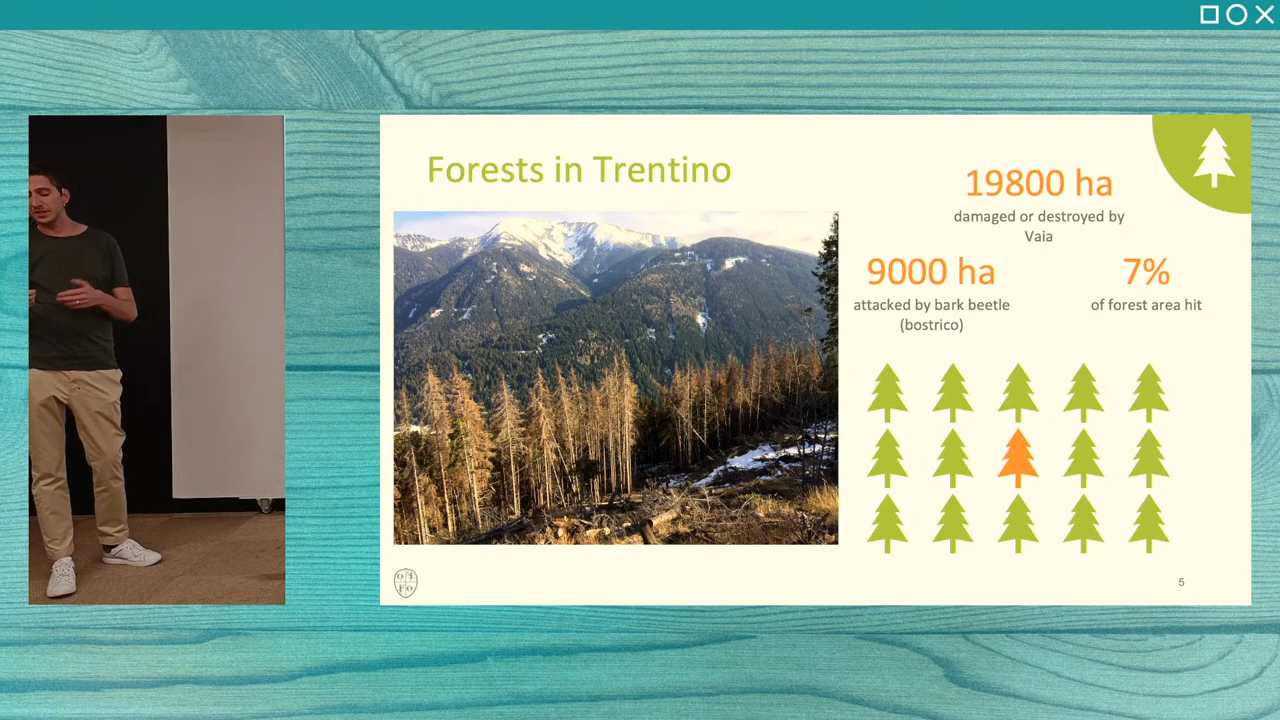 Forests in Trentino
19800 ha
damaged or destroyed by
Vaia
9000 ha
attacked by bark beetle
(bostrico)
7%
of forest area hit
5